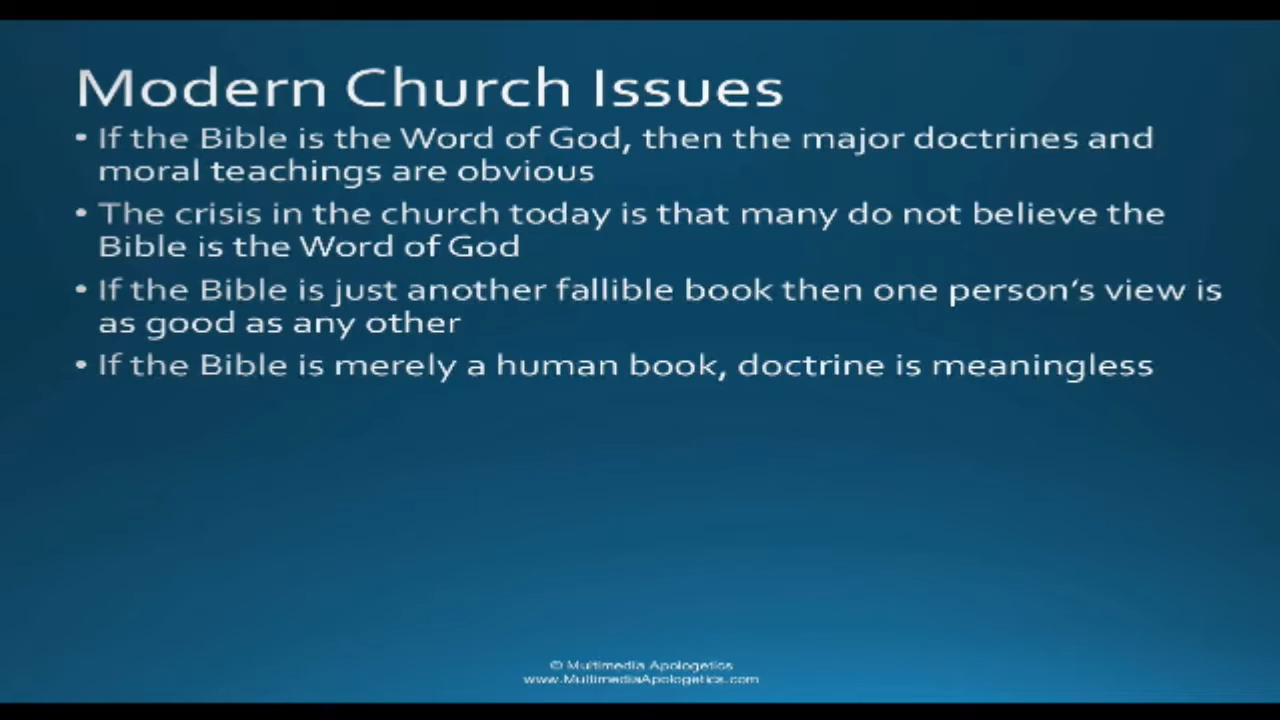 Modern Church Issues
• If the Bible is the Word of God, then the major doctrines and
moral teachings are obvious
• The crisis in the church today is that many do not believe the
Bible is the Word of God
• If the Bible is just another fallible book then one person's view is
as good as any other
• If the Bible is merely a human book, doctrine is meaningless
© Multimedia Apologetics
www.MultimediaApologetics.com